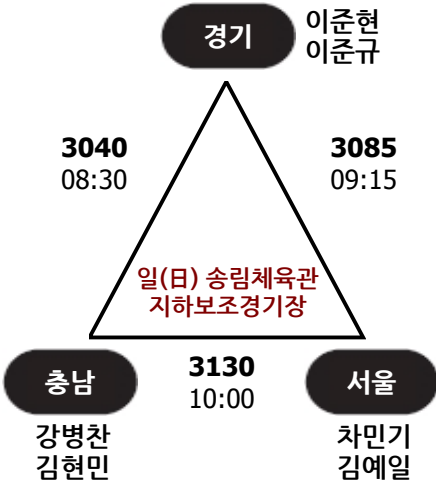 경기
이준현
이준규
3040
08:30
3085
09:15
일(日) 송림체육관
지하보조경기장
3130
10:00
충남
강병찬
김현민
서울
차민기
김예일